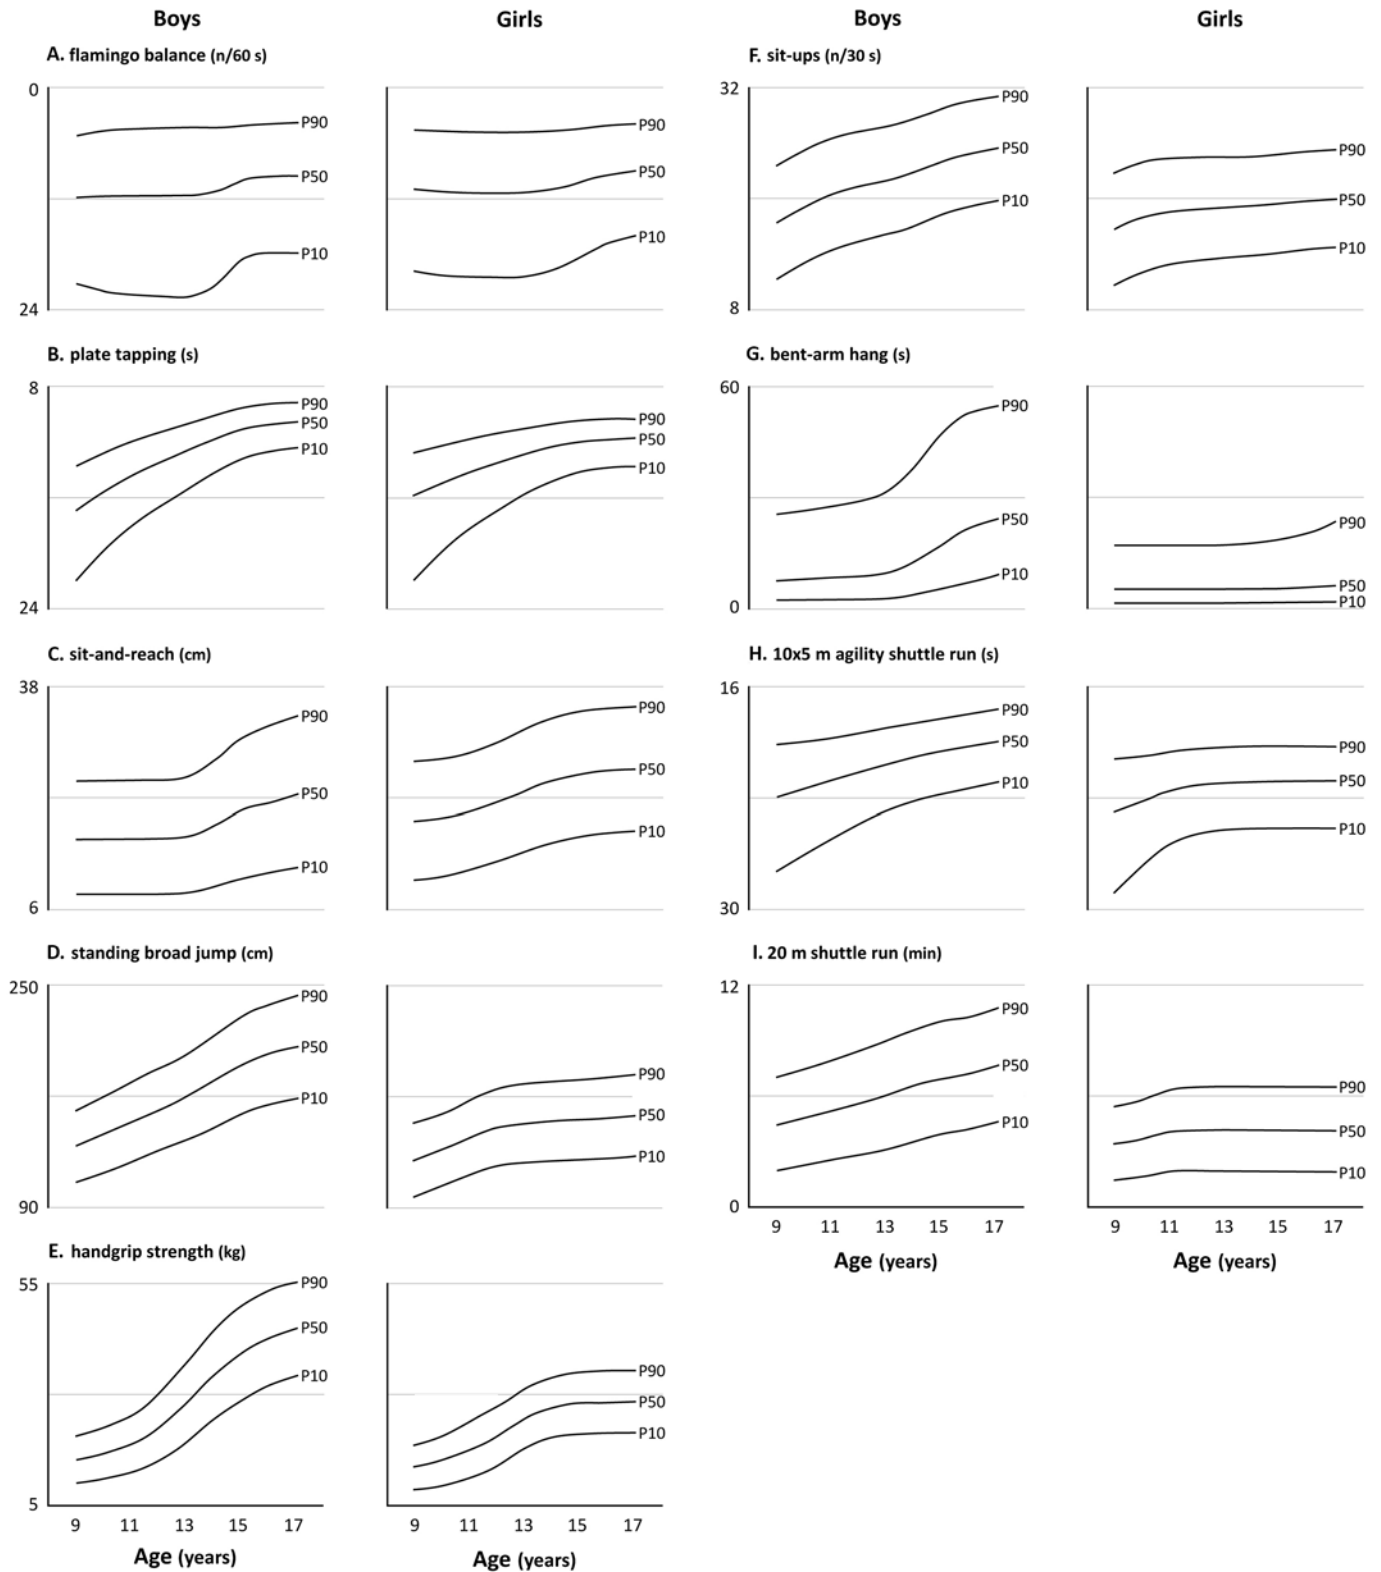 Boys Girls Boys Girls
A. flamingo balance (n/60 s)
0
P90
P50
P10
24
P90
P50
P10
B. plate tapping (s)
8
P90
P50
P10
24
P90
P50
P10
C. sit-and-reach (cm)
38
P90
P50
P10
6
P90
P50
P10
D. standing broad jump (cm)
250
P90
P50
P10
90
P90
P50
P10
E. handgrip strength (kg)
55
P90
P50
P10
5
9 11 13 15 17
Age (years)
P90
P50
P10
9 11 13 15 17
Age (years)
F. sit-ups (n/30 s)
32
P90
P50
P10
8
P90
P50
P10
G. bent-arm hang (s)
60
P90
P50
P10
0
P90
P50
P10
H. 10x5 m agility shuttle run (s)
16
P90
P50
P10
30
P90
P50
P10
I. 20 m shuttle run (min)
12
P90
P50
P10
0
9 11 13 15 17
Age (years)
P90
P50
P10
9 11 13 15 17
Age (years)